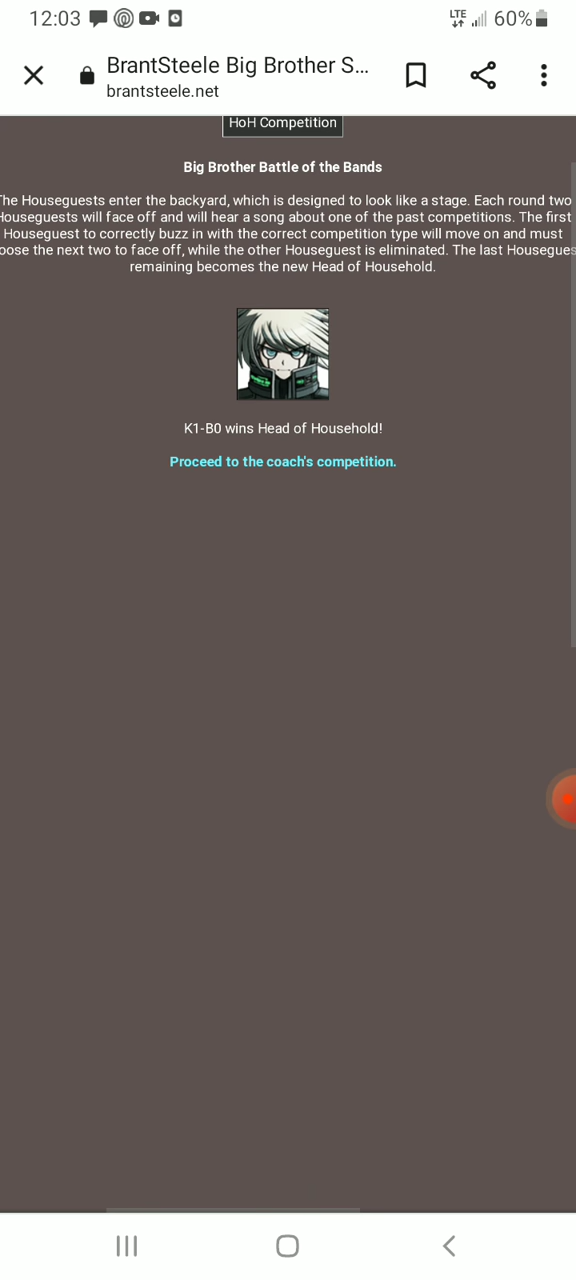 12:03
LTE 60%
BrantSteele Big Brother S...
brantsteele.net
HoH Competition
Big Brother Battle of the Bands
The Houseguests enter the backyard, which is designed to look like a stage. Each round two
Houseguests will face off and will hear a song about one of the past competitions. The first
Houseguest to correctly buzz in with the correct competition type will move on and must
oose the next two to face off, while the other Houseguest is eliminated. The last Housegues
remaining becomes the new Head of Household.
K1-B0 wins Head of Household!
Proceed to the coach's competition.